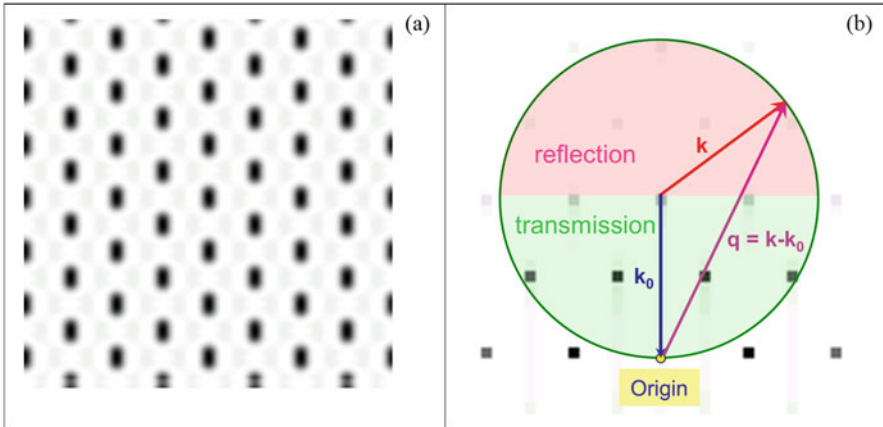 (a)
(b)
k
reflection
transmission
q = k-k₀
k₀
Origin